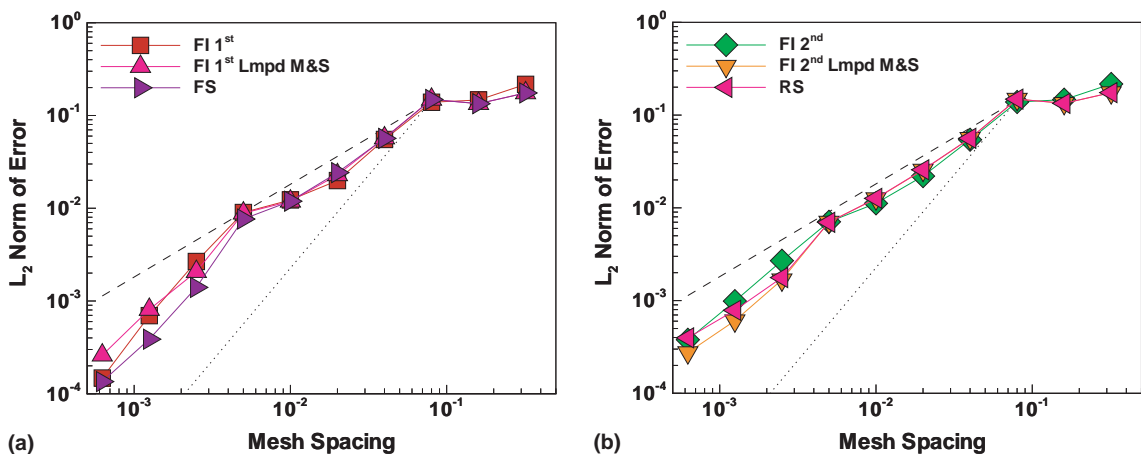 10^0
10^-1
10^-2
10^-3
10^-4
L_2 Norm of Error
FI 1^st
FI 1^st Lmpd M&S
FS
10^-3
10^-2
10^-1
Mesh Spacing
(a)
10^0
10^-1
10^-2
10^-3
10^-4
L_2 Norm of Error
FI 2^nd
FI 2^nd Lmpd M&S
RS
10^-3
10^-2
10^-1
Mesh Spacing
(b)